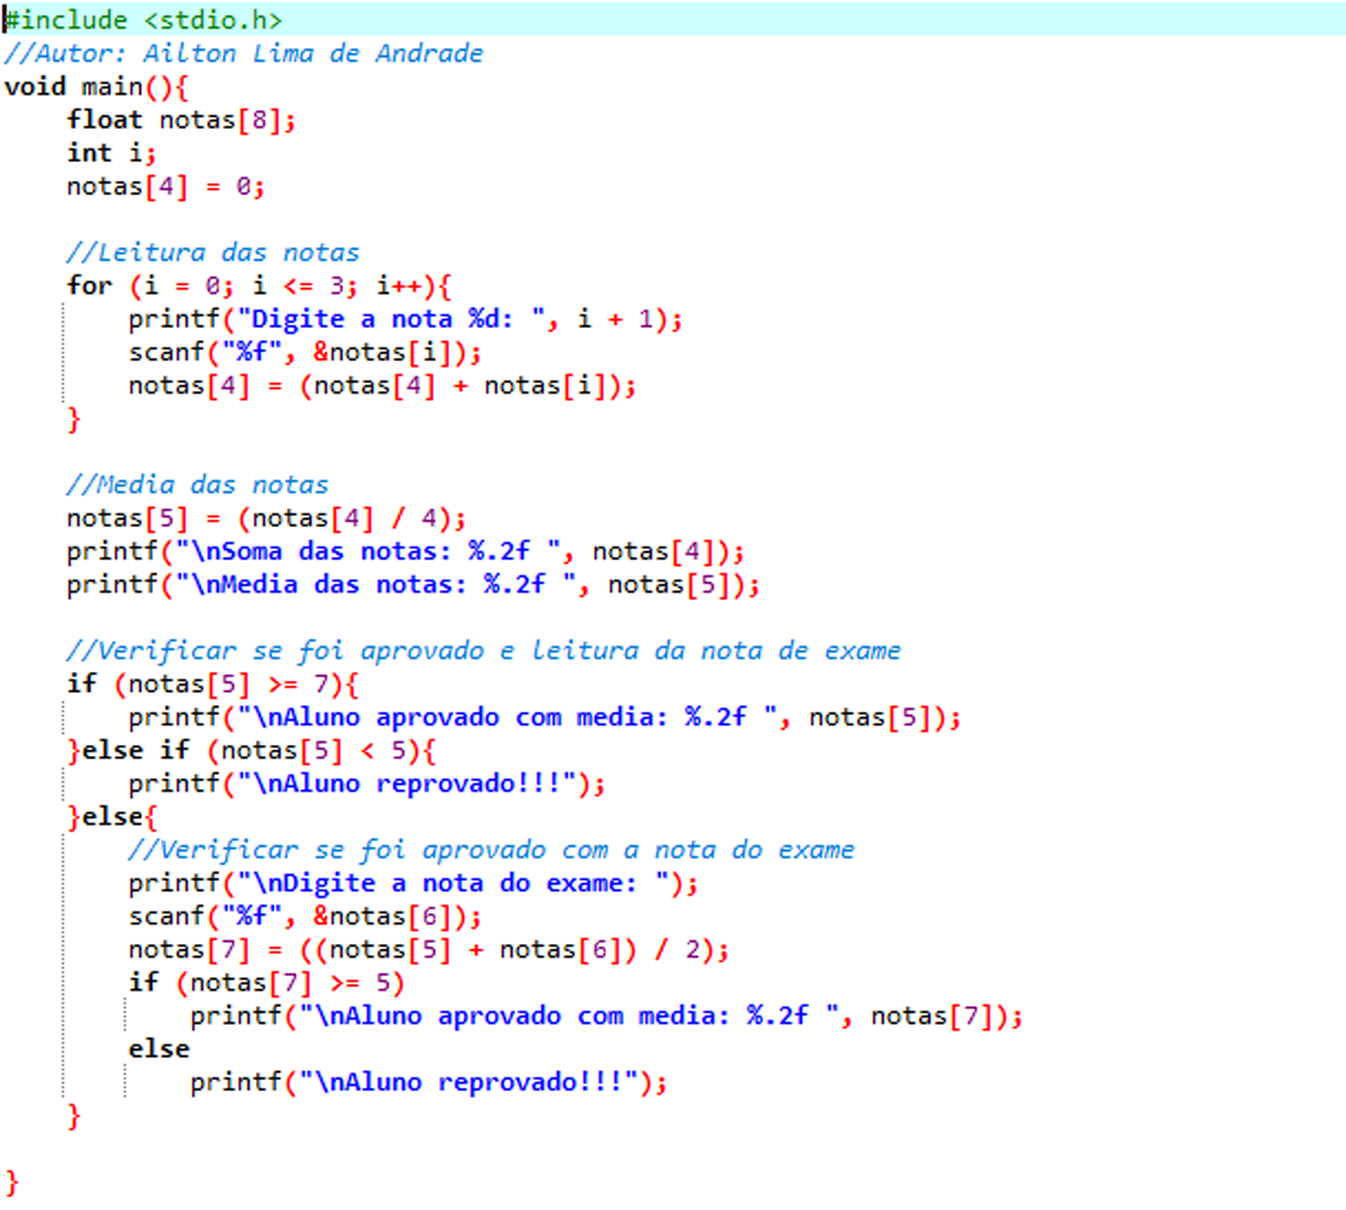 #include <stdio.h>
//Autor: Ailton Lima de Andrade
void main(){
    float notas[8];
    int i;
    notas[4] = 0;

    //Leitura das notas
    for (i = 0; i <= 3; i++){
        printf("Digite a nota %d: ", i + 1);
        scanf("%f", &notas[i]);
        notas[4] = (notas[4] + notas[i]);
    }

    //Media das notas
    notas[5] = (notas[4] / 4);
    printf("\nSoma das notas: %.2f ", notas[4]);
    printf("\nMedia das notas: %.2f ", notas[5]);

    //Verificar se foi aprovado e leitura da nota de exame
    if (notas[5] >= 7){
        printf("\nAluno aprovado com media: %.2f ", notas[5]);
    }else if (notas[5] < 5){
        printf("\nAluno reprovado!!!");
    }else{
        //Verificar se foi aprovado com a nota do exame
        printf("\nDigite a nota do exame: ");
        scanf("%f", &notas[6]);
        notas[7] = ((notas[5] + notas[6]) / 2);
        if (notas[7] >= 5)
            printf("\nAluno aprovado com media: %.2f ", notas[7]);
        else
            printf("\nAluno reprovado!!!");
    }

}